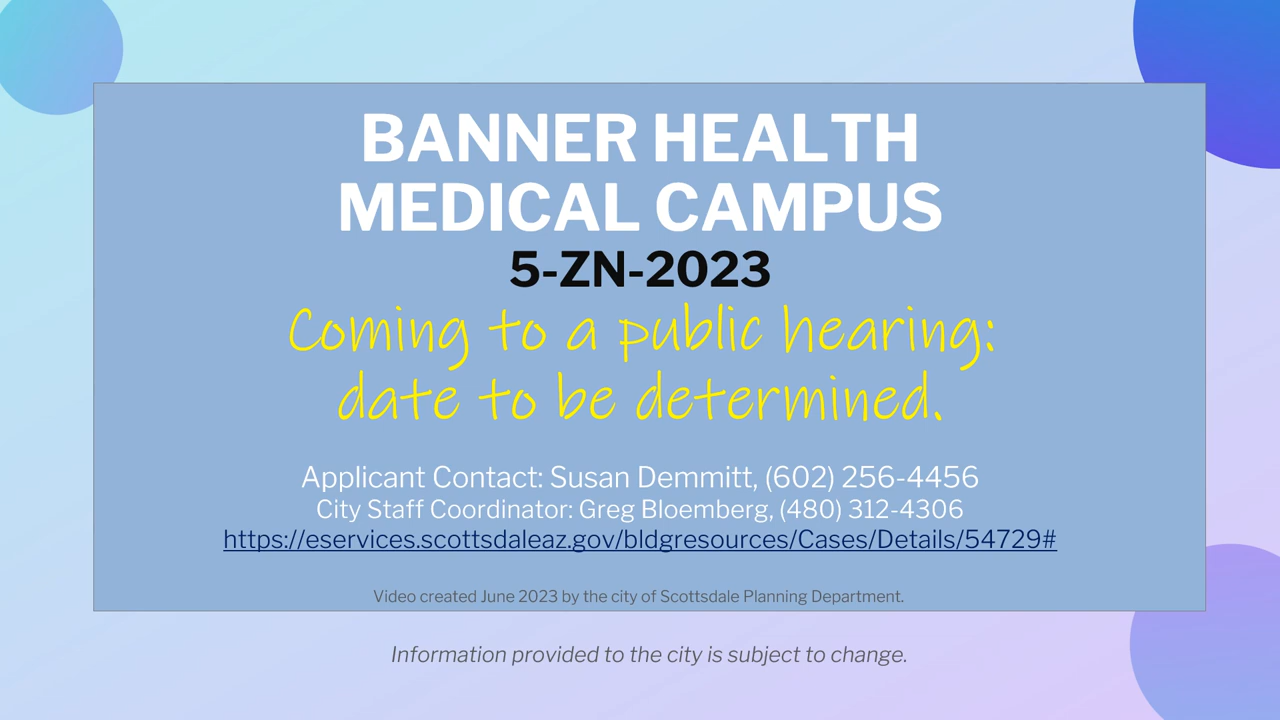 BANNER HEALTH
MEDICAL CAMPUS
5-ZN-2023
Coming to a public hearing:
date to be determined.
Applicant Contact: Susan Demmitt, (602) 256-4456
City Staff Coordinator: Greg Bloemberg, (480) 312-4306
https://eservices.scottsdaleaz.gov/bldgresources/Cases/Details/54729#
Video created June 2023 by the city of Scottsdale Planning Department.
Information provided to the city is subject to change.